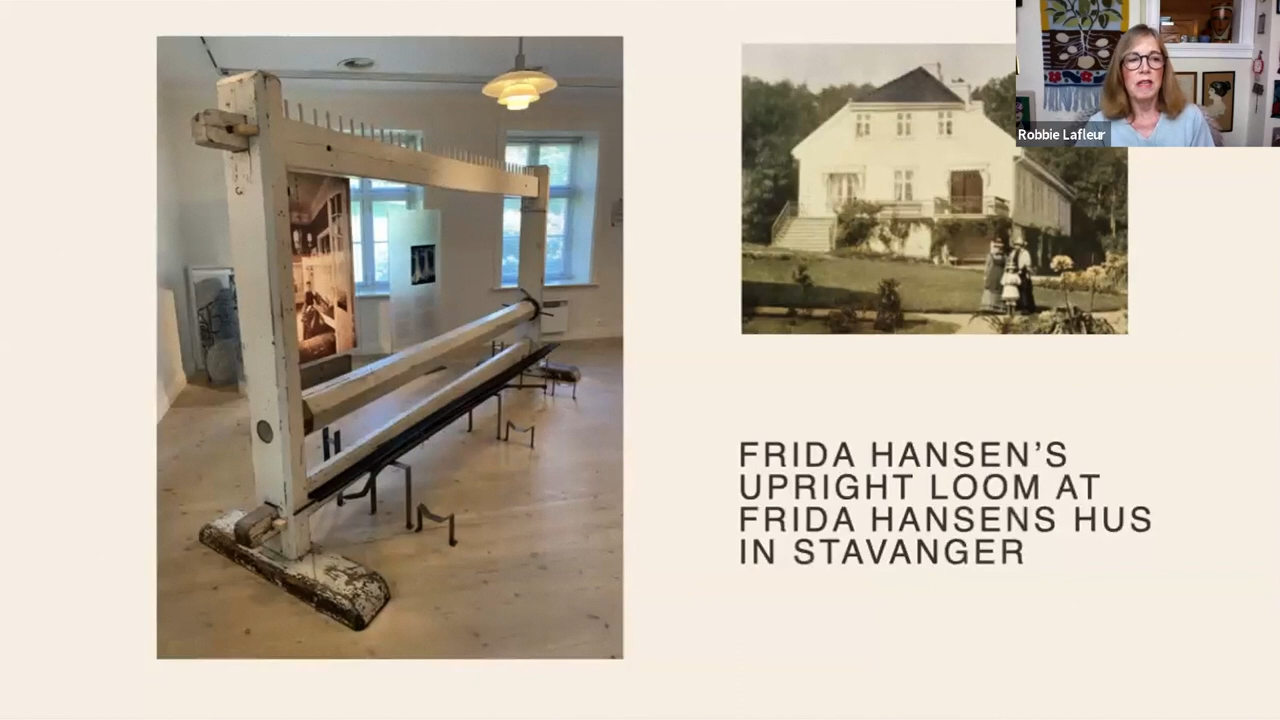 Robbie Lafleur
FRIDA HANSEN'S
UPRIGHT LOOM AT
FRIDA HANSENS HUS
IN STAVANGER